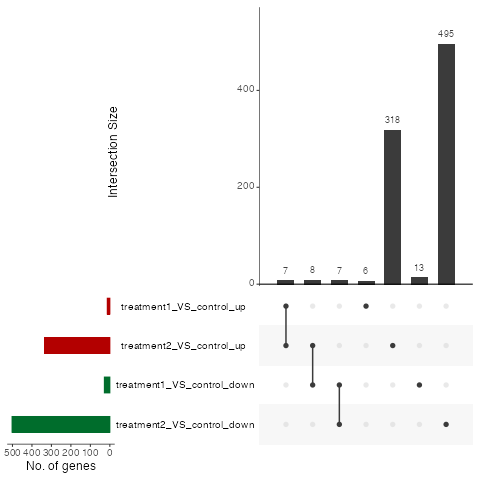 495
400
318
Intersection Size
200
7 8 7 6 13
0
treatment1_VS_control_up
treatment2_VS_control_up
treatment1_VS_control_down
treatment2_VS_control_down
500 400 300 200 100 0
No. of genes